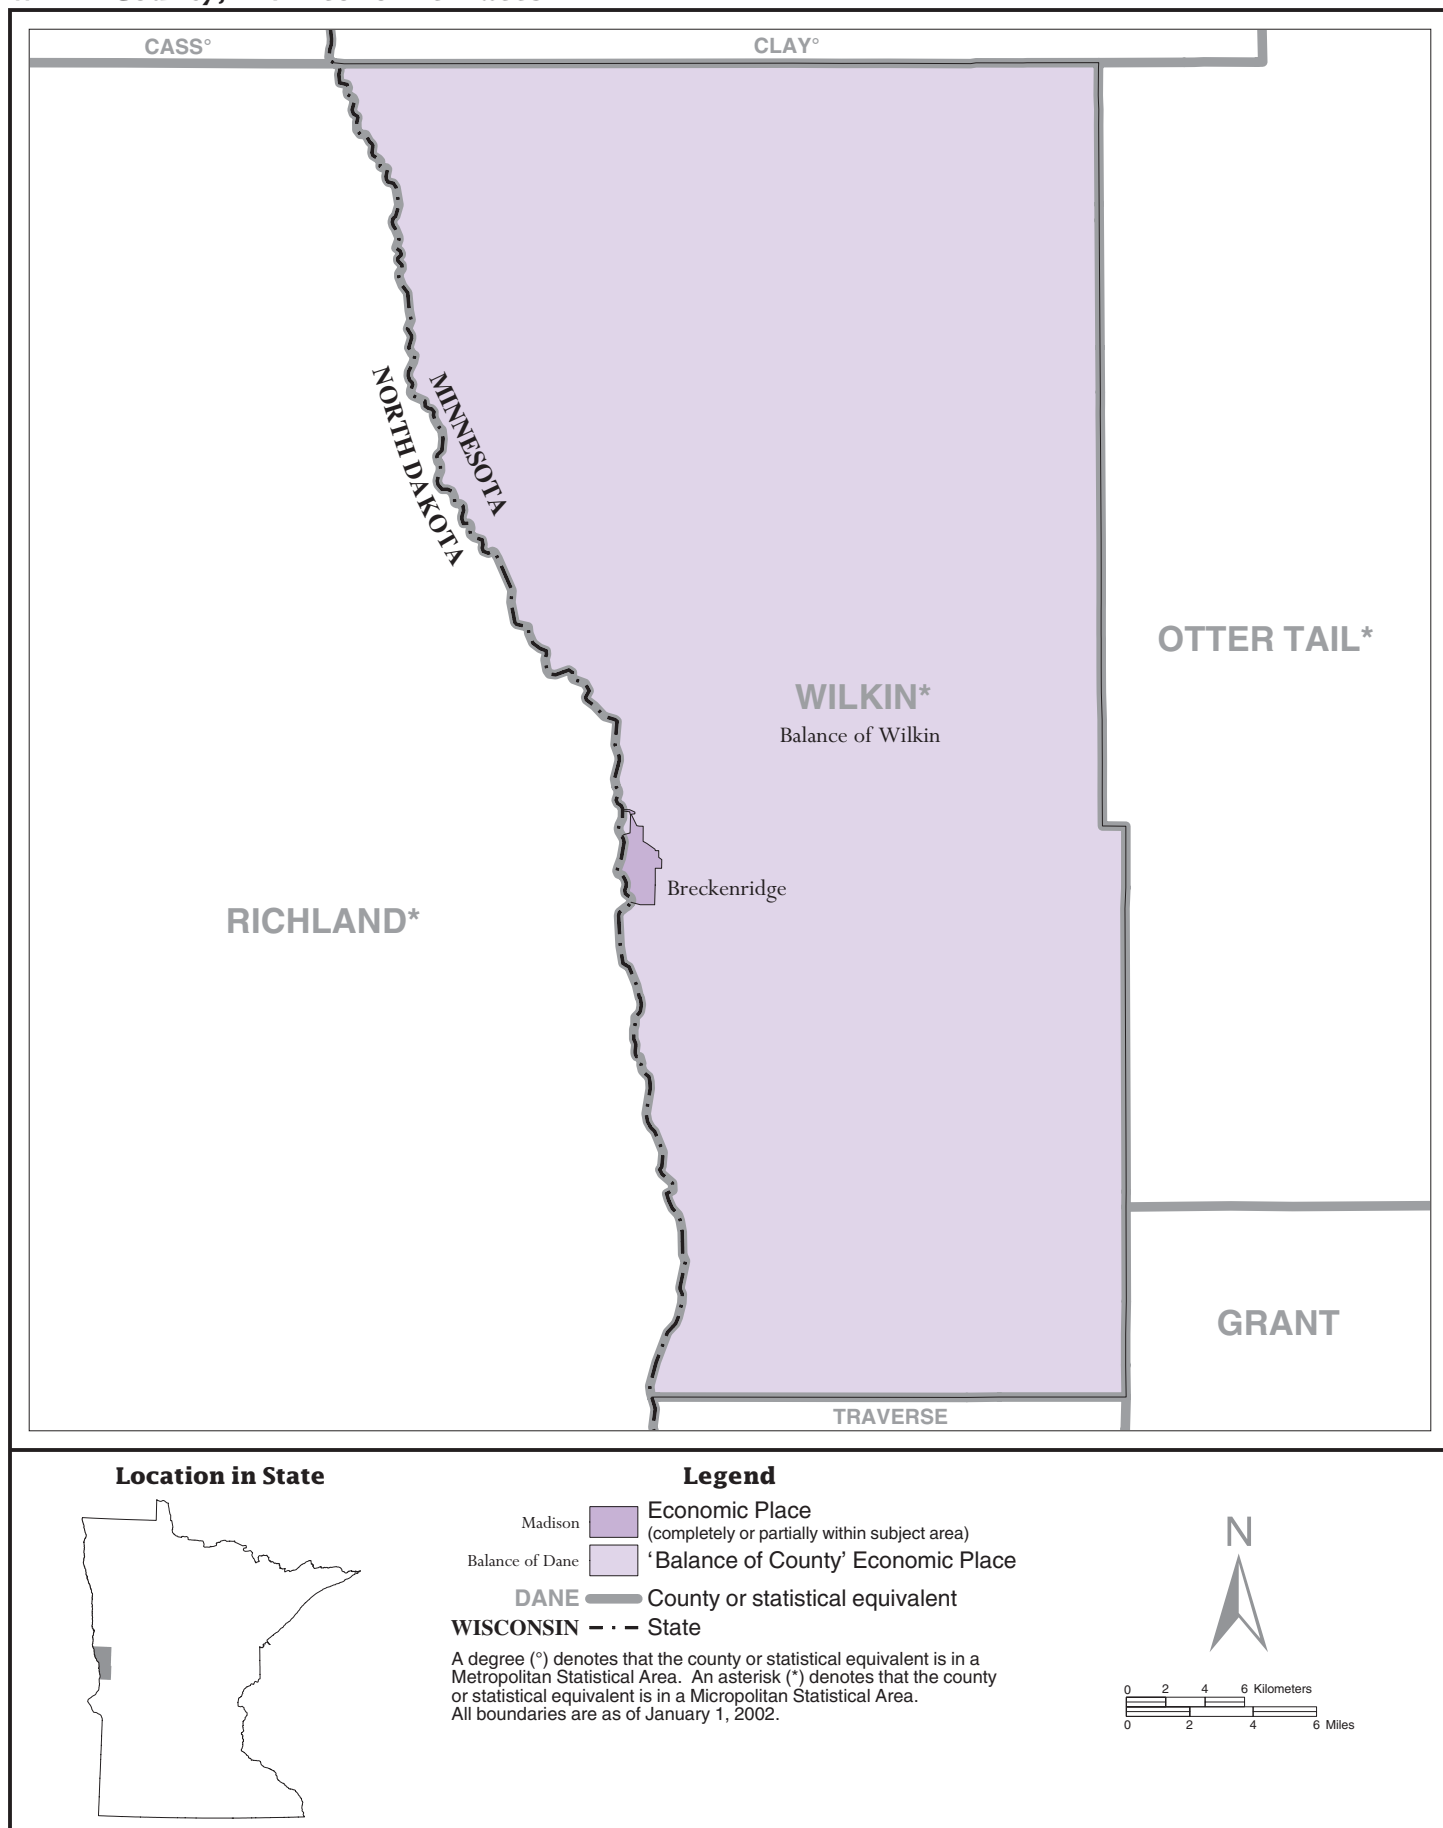 CASS°
CLAY°
MINNESOTA
NORTH DAKOTA
OTTER TAIL*
WILKIN*
Balance of Wilkin
Breckenridge
RICHLAND*
GRANT
TRAVERSE
Location in State
Legend
Madison
Economic Place
(completely or partially within subject area)
Balance of Dane
‘Balance of County’ Economic Place
DANE
County or statistical equivalent
WISCONSIN
State
A degree (°) denotes that the county or statistical equivalent is in a
Metropolitan Statistical Area. An asterisk (*) denotes that the county
or statistical equivalent is in a Micropolitan Statistical Area.
All boundaries are as of January 1, 2002.
N
0 2 4 6 Kilometers
0 2 4 6 Miles